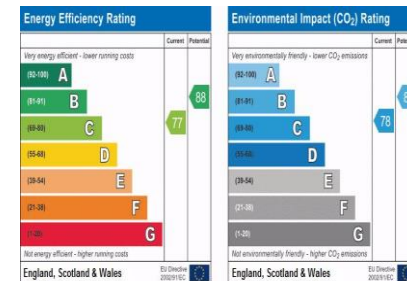 Energy Efficiency Rating
Current Potential
Very energy efficient - lower running costs
(92-100) A
(81-91) B
88
(69-80) C
77
(55-68) D
(39-54) E
(21-38) F
(1-20) G
Not energy efficient - higher running costs
England, Scotland & Wales
EU Directive
2002/91/EC
Environmental Impact (CO2) Rating
Current Potential
Very environmentally friendly - lower CO2 emissions
(92-100) A
(81-91) B
(69-80) C
78
(55-68) D
(39-54) E
(21-38) F
(1-20) G
Not environmentally friendly - higher CO2 emissions
England, Scotland & Wales
EU Directive
2002/91/EC